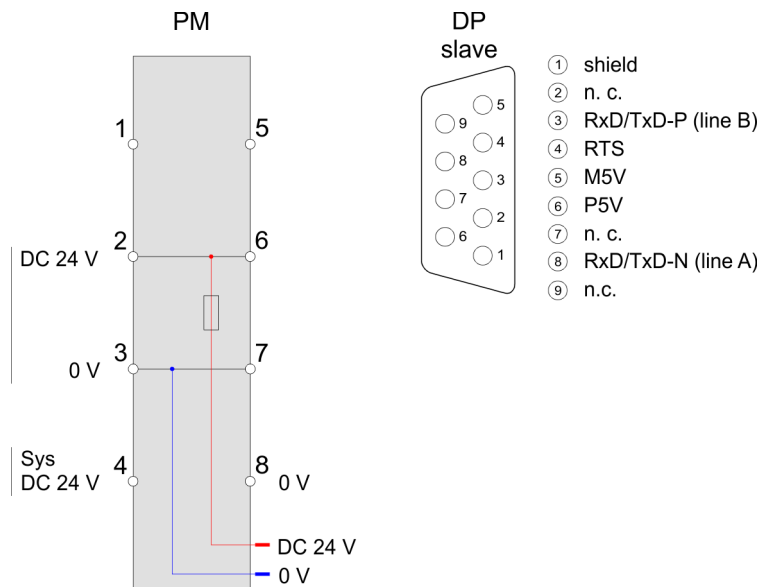 PM
1
5
2
6
DC 24 V
3
7
0 V
Sys
4
8
DC 24 V
0 V
DC 24 V
0 V
DP
slave
5
9
4
8
3
7
2
6
1
① shield
② n. c.
③ RxD/TxD-P (line B)
④ RTS
⑤ M5V
⑥ P5V
⑦ n. c.
⑧ RxD/TxD-N (line A)
⑨ n.c.